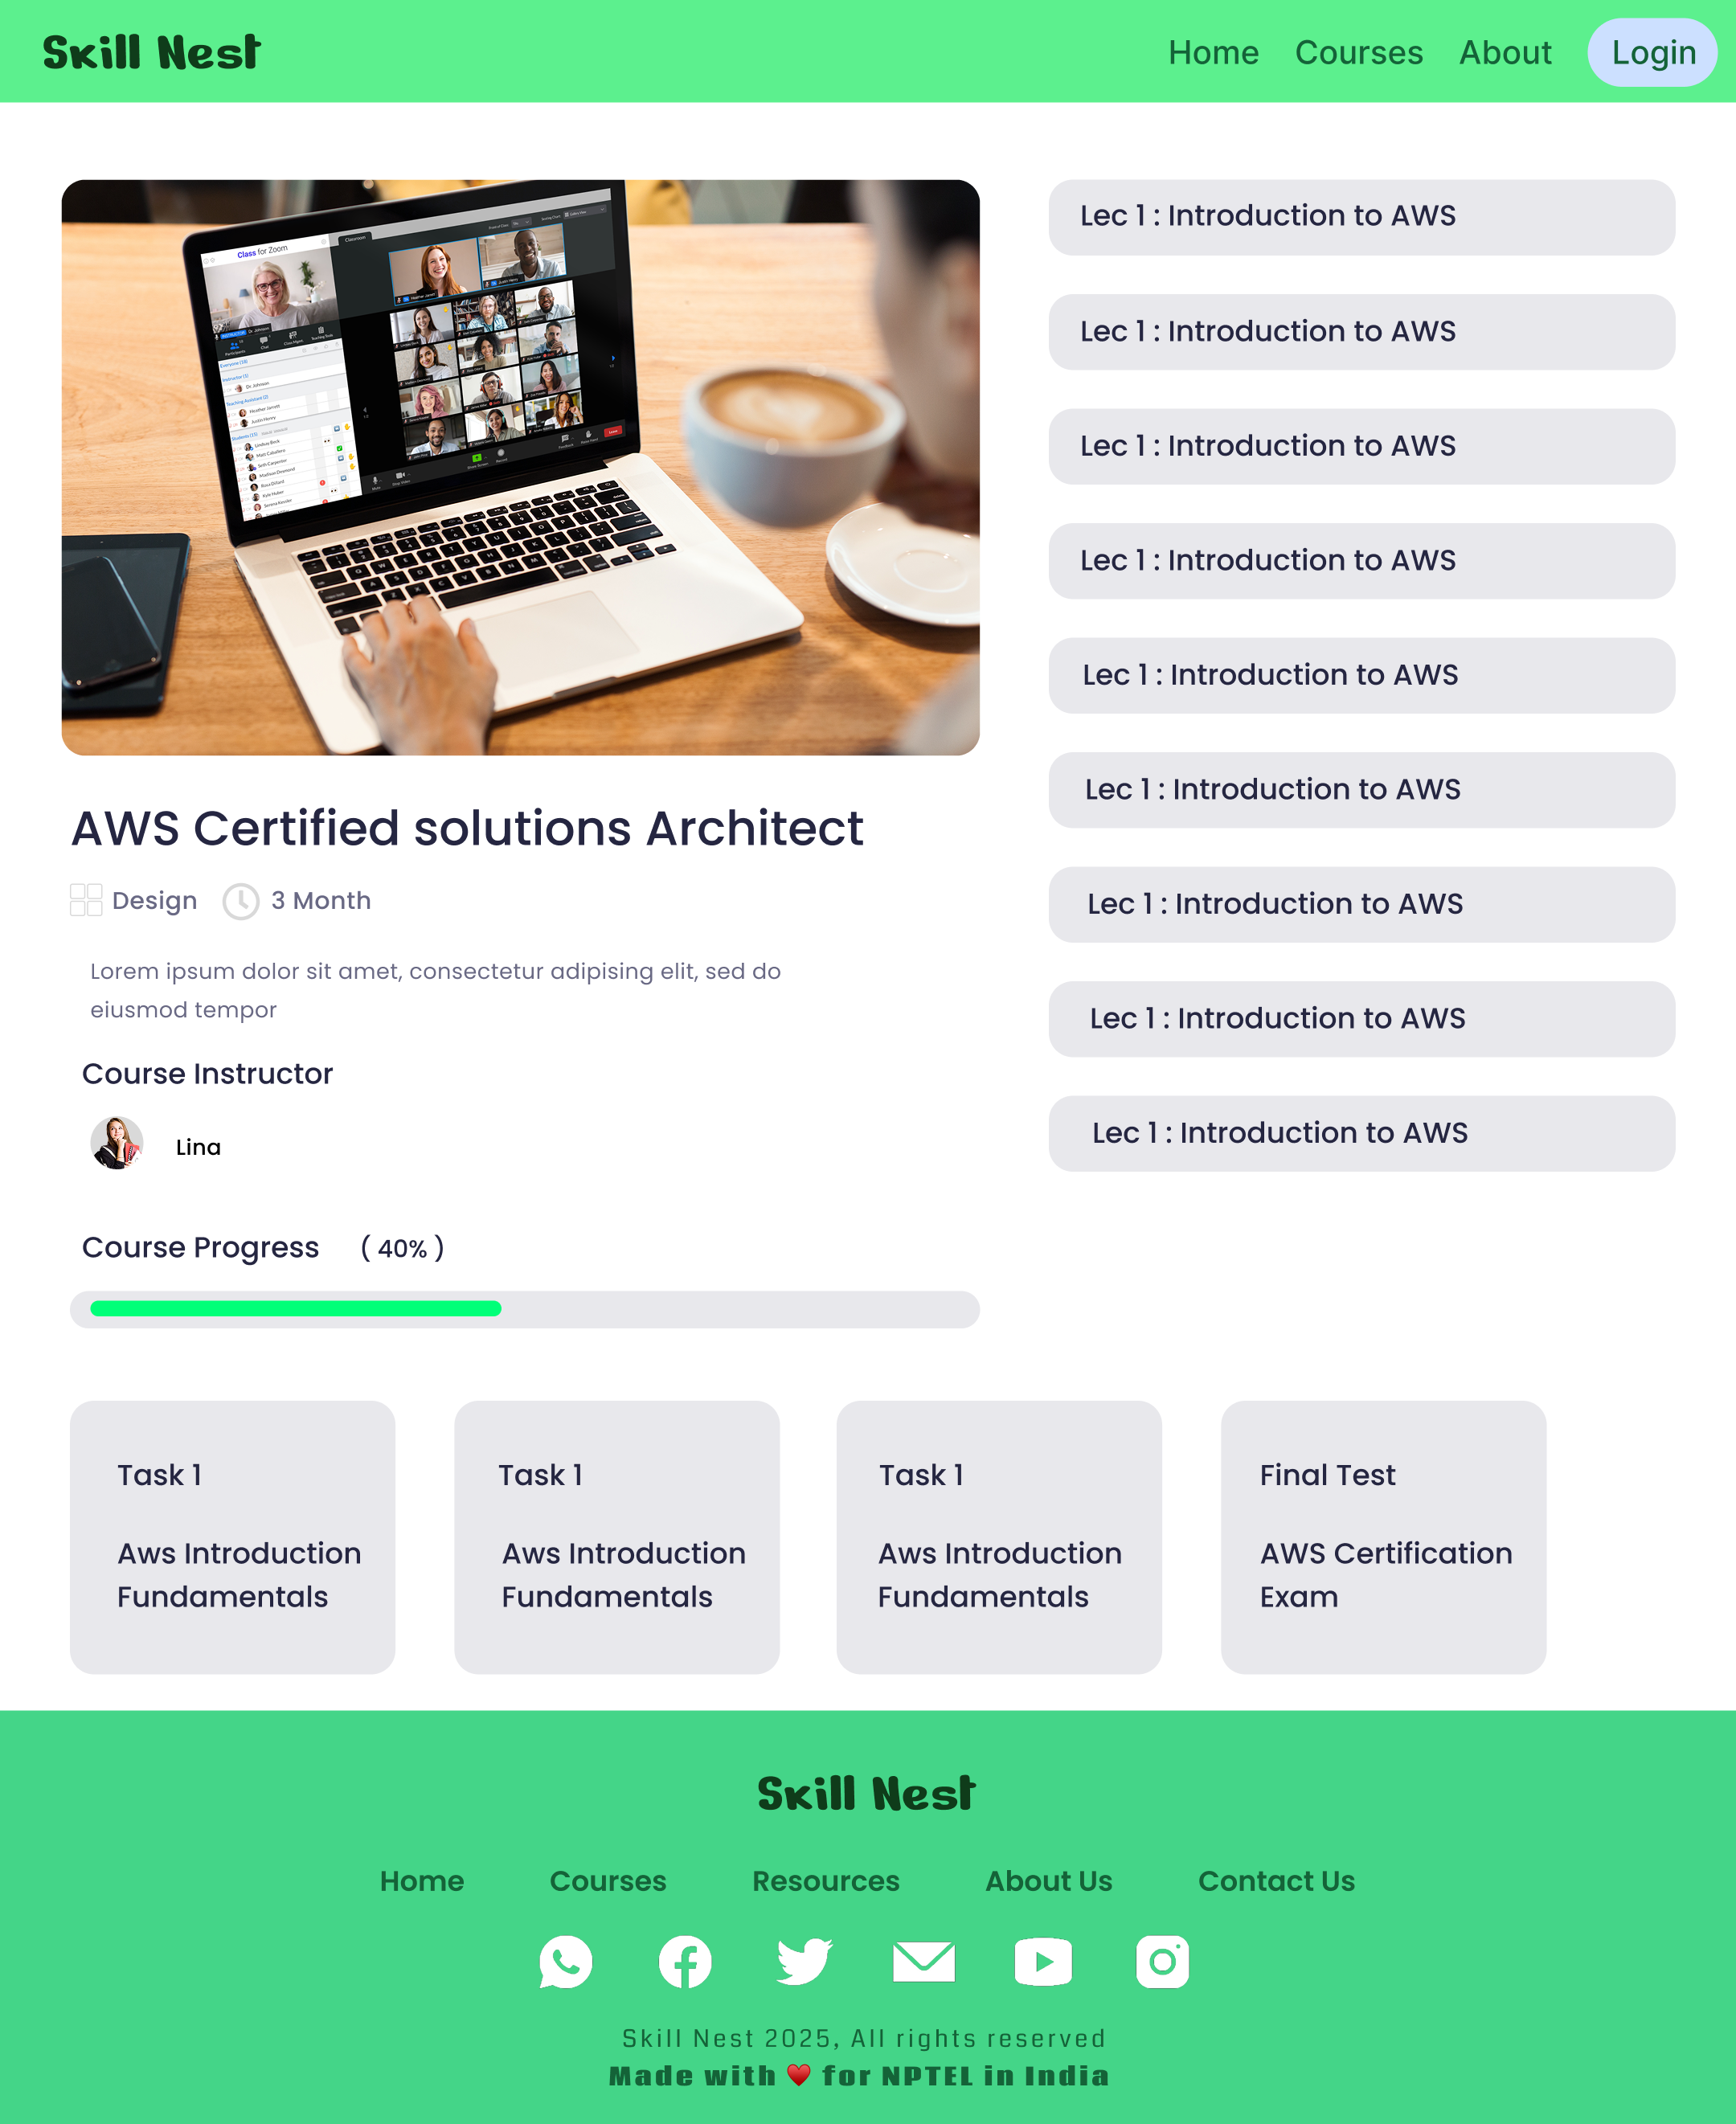 Skill Nest
Home Courses About Login
Class for Zoom
Classroom
Lec 1 : Introduction to AWS
Lec 1 : Introduction to AWS
Lec 1 : Introduction to AWS
Lec 1 : Introduction to AWS
Lec 1 : Introduction to AWS
Lec 1 : Introduction to AWS
Lec 1 : Introduction to AWS
Lec 1 : Introduction to AWS
Lec 1 : Introduction to AWS
AWS Certified solutions Architect
Design 3 Month
Lorem ipsum dolor sit amet, consectetur adipising elit, sed do
eiusmod tempor
Course Instructor
Lina
Course Progress ( 40% )
Task 1
Aws Introduction
Fundamentals
Task 1
Aws Introduction
Fundamentals
Task 1
Aws Introduction
Fundamentals
Final Test
AWS Certification
Exam
Skill Nest
Home Courses Resources About Us Contact Us
Skill Nest 2025, All rights reserved
Made with ♥ for NPTEL in India